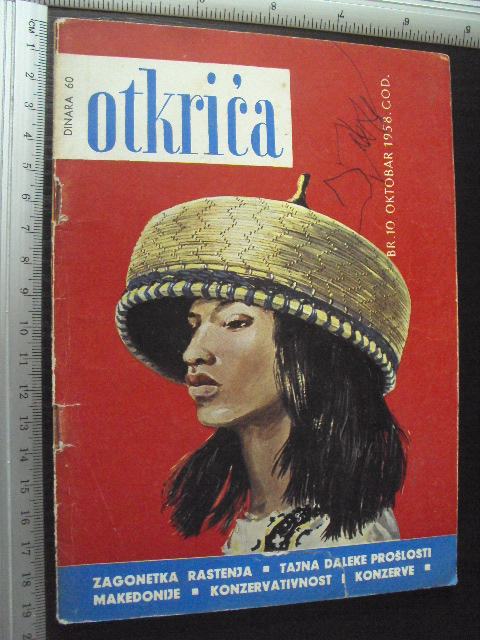 DINARA 60
otkrića
BR.10 OKTOBAR 1958. GOD.
ZAGONETKA RASTENJA ▪ TAJNA DALEKE PROŠLOSTI
MAKEDONIJE ▪ KONZERVATIVNOST I KONZERVE ▪